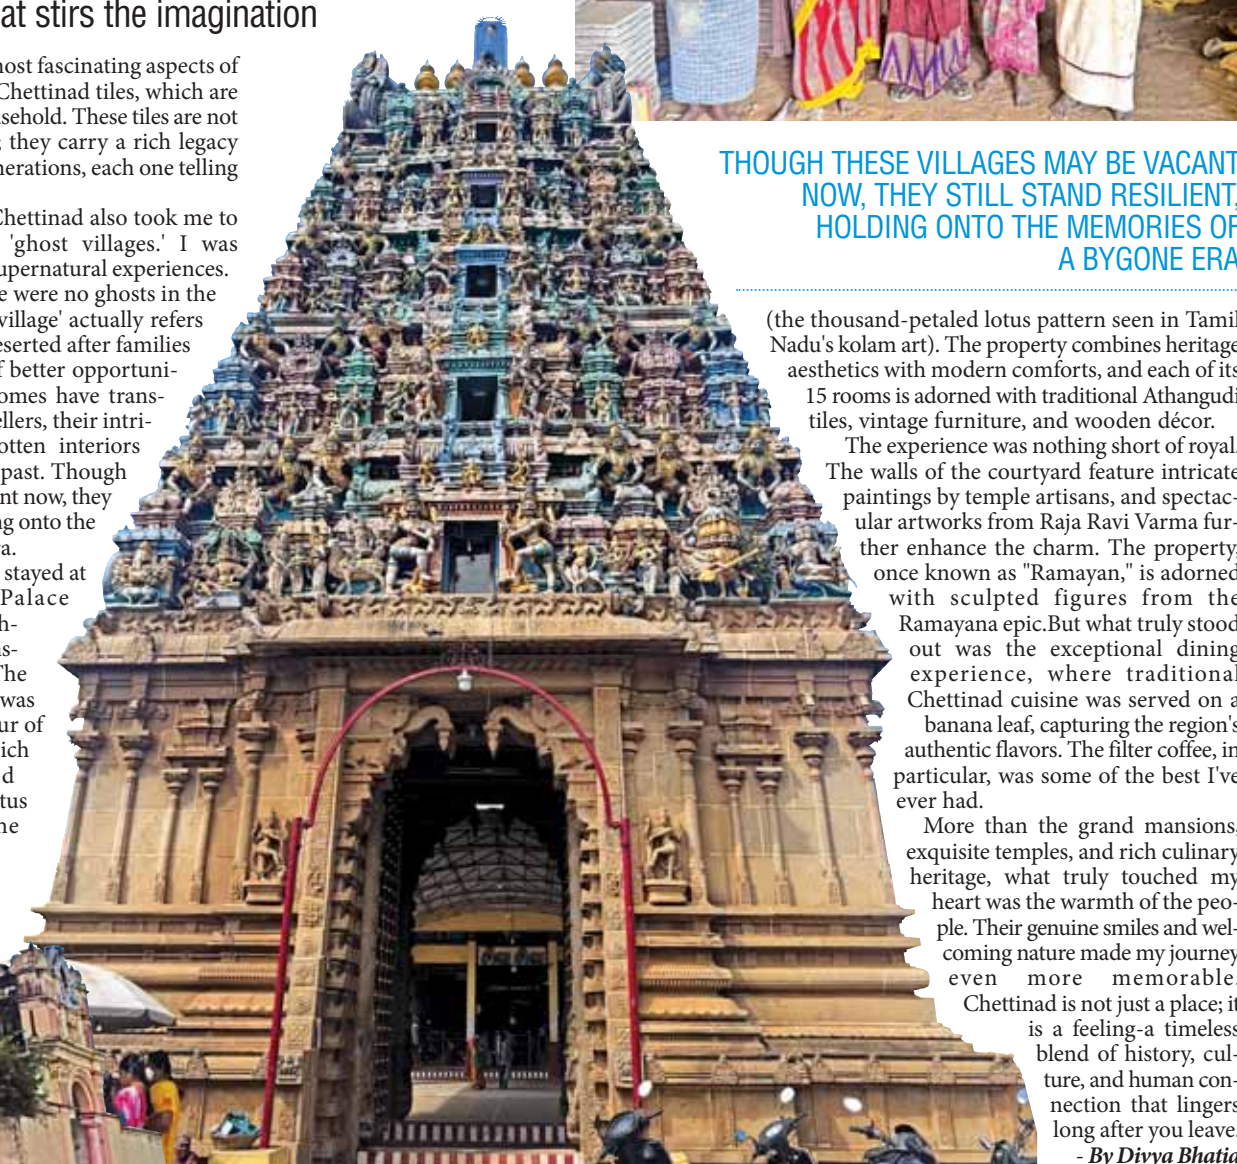 at stirs the imagination
most fascinating aspects of
Chettinad tiles, which are
sehold. These tiles are not
; they carry a rich legacy
nerations, each one telling
Chettinad also took me to
'ghost villages.' I was
upernatural experiences.
e were no ghosts in the
village' actually refers
eserted after families
f better opportuni-
omes have trans-
ellers, their intri-
otten interiors
past. Though
nt now, they
ng onto the
ra.
stayed at
Palace
h-
s-
The
was
ur of
ich
d
tus
ne
THOUGH THESE VILLAGES MAY BE VACANT
NOW, THEY STILL STAND RESILIENT,
HOLDING ONTO THE MEMORIES OF
A BYGONE ERA
(the thousand-petaled lotus pattern seen in Tamil
Nadu's kolam art). The property combines heritage
aesthetics with modern comforts, and each of its
15 rooms is adorned with traditional Athangudi
tiles, vintage furniture, and wooden décor.
The experience was nothing short of royal.
The walls of the courtyard feature intricate
paintings by temple artisans, and spectac-
ular artworks from Raja Ravi Varma fur-
ther enhance the charm. The property,
once known as "Ramayan," is adorned
with sculpted figures from the
Ramayana epic.But what truly stood
out was the exceptional dining
experience, where traditional
Chettinad cuisine was served on a
banana leaf, capturing the region's
authentic flavors. The filter coffee, in
particular, was some of the best I've
ever had.
More than the grand mansions,
exquisite temples, and rich culinary
heritage, what truly touched my
heart was the warmth of the peo-
ple. Their genuine smiles and wel-
coming nature made my journey
even more memorable.
Chettinad is not just a place; it
is a feeling-a timeless
blend of history, cul-
ture, and human con-
nection that lingers
long after you leave.
- By Divya Bhatia